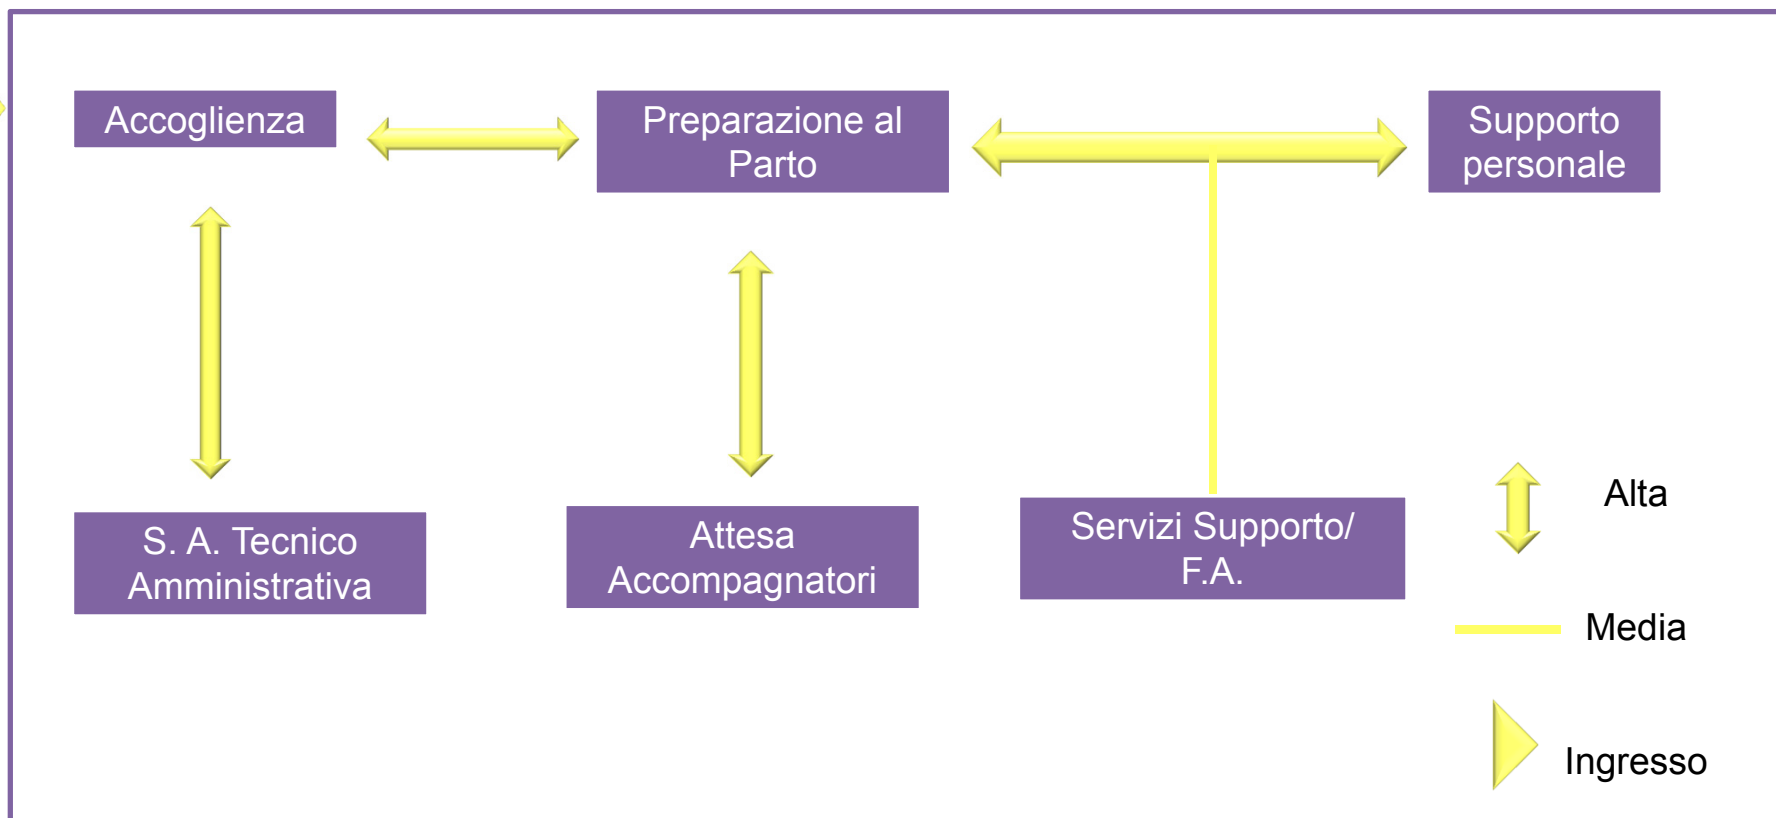 Accoglienza
Preparazione al
Parto
Supporto
personale
S. A. Tecnico
Amministrativa
Attesa
Accompagnatori
Servizi Supporto/
F.A.
Alta
Media
Ingresso